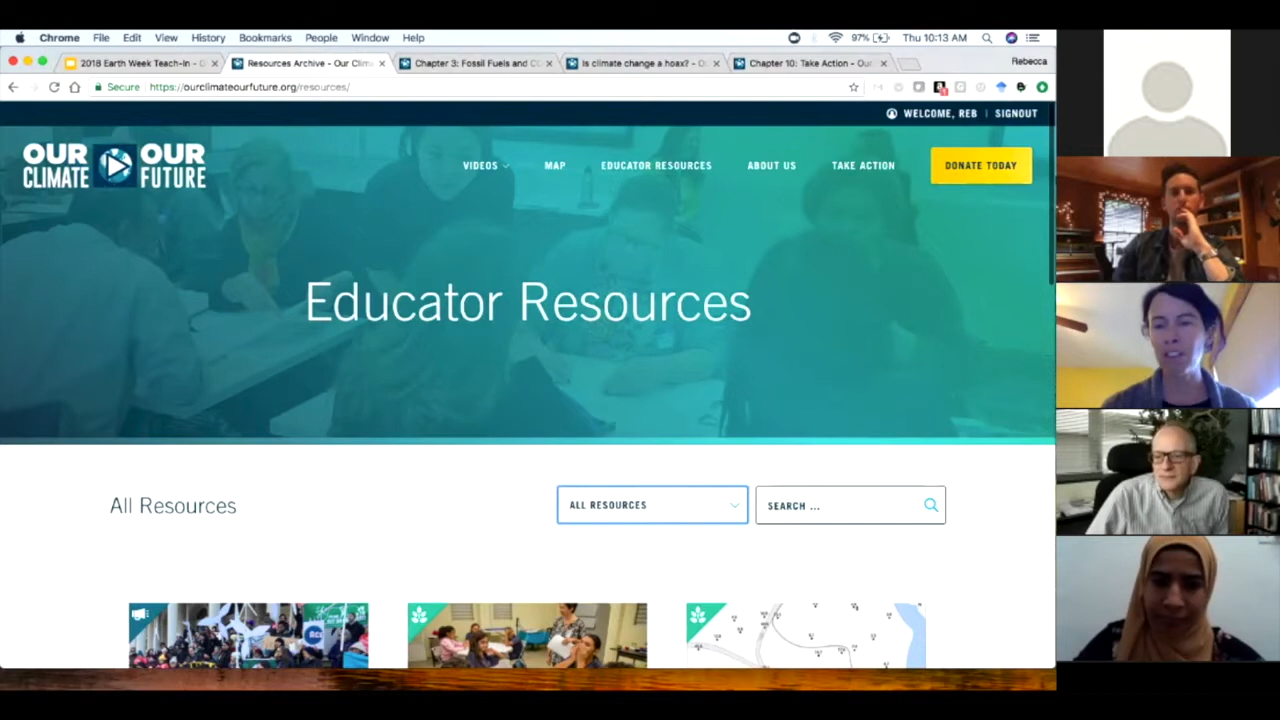 Chrome File Edit View History Bookmarks People Window Help 97% Thu 10:13 AM
2018 Earth Week Teach-In - Resources Archive - Our Clim Chapter 3: Fossil Fuels and Is climate change a hoax? - Chapter 10: Take Action - Our Rebecca
Secure https://ourclimateourfuture.org/resources/
WELCOME, REB | SIGNOUT
OUR CLIMATE OUR FUTURE
VIDEOS MAP EDUCATOR RESOURCES ABOUT US TAKE ACTION DONATE TODAY
Educator Resources
All Resources ALL RESOURCES SEARCH ...